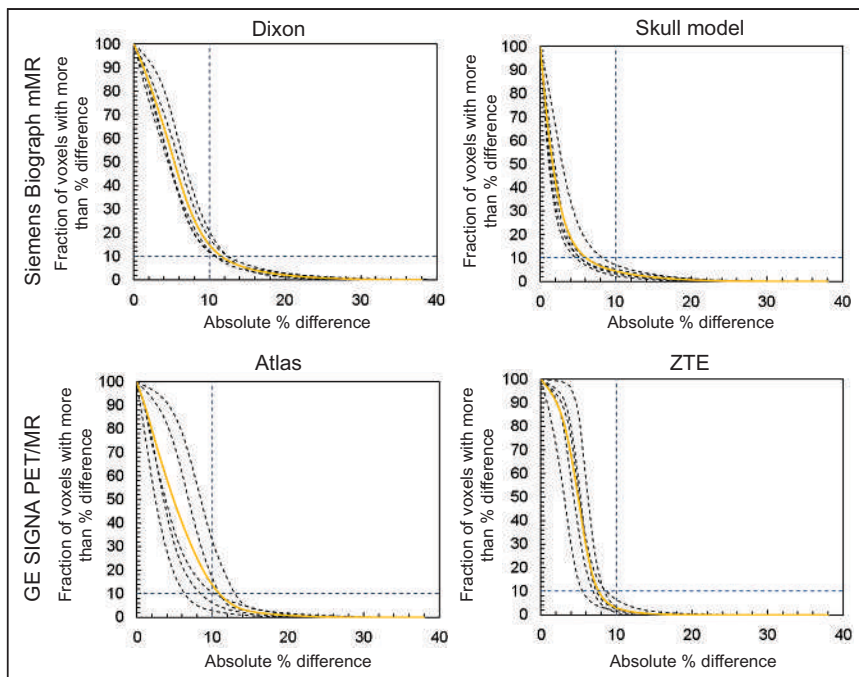 Dixon
Skull model
Siemens Biograph mMR
Fraction of voxels with more
than % difference
100
90
80
70
60
50
40
30
20
10
0
0 10 20 30 40
Absolute % difference
Fraction of voxels with more
than % difference
100
90
80
70
60
50
40
30
20
10
0
0 10 20 30 40
Absolute % difference
Atlas
ZTE
GE SIGNA PET/MR
Fraction of voxels with more
than % difference
100
90
80
70
60
50
40
30
20
10
0
0 10 20 30 40
Absolute % difference
Fraction of voxels with more
than % difference
100
90
80
70
60
50
40
30
20
10
0
0 10 20 30 40
Absolute % difference